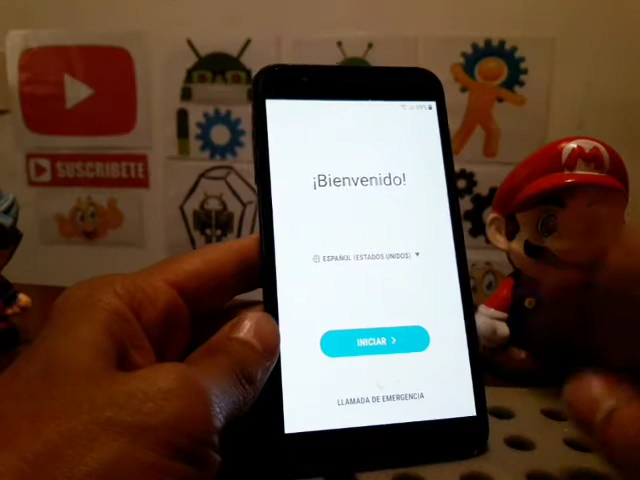 SUSCRIBETE
¡Bienvenido!
ESPAÑOL (ESTADOS UNIDOS)
INICIAR
LLAMADA DE EMERGENCIA
M